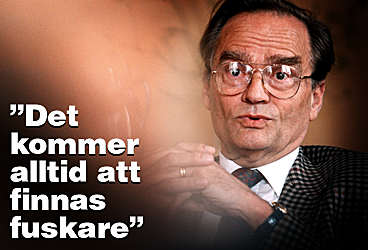 ”Det
kommer
alltid att
finnas
fuskare”